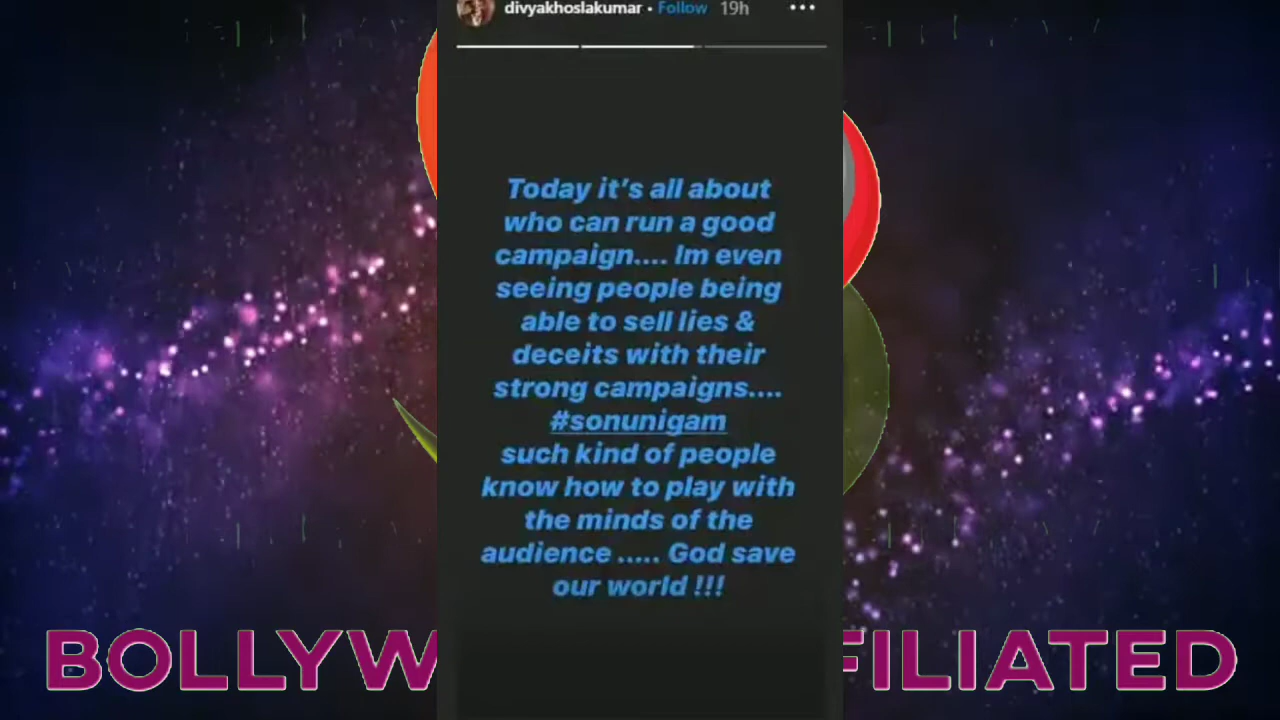 divyakhoslakumar • Follow 19h
Today it's all about
who can run a good
campaign.... Im even
seeing people being
able to sell lies &
deceits with their
strong campaigns....
#sonunigam
such kind of people
know how to play with
the minds of the
audience ..... God save
our world !!!
BOLLYW FILIATED